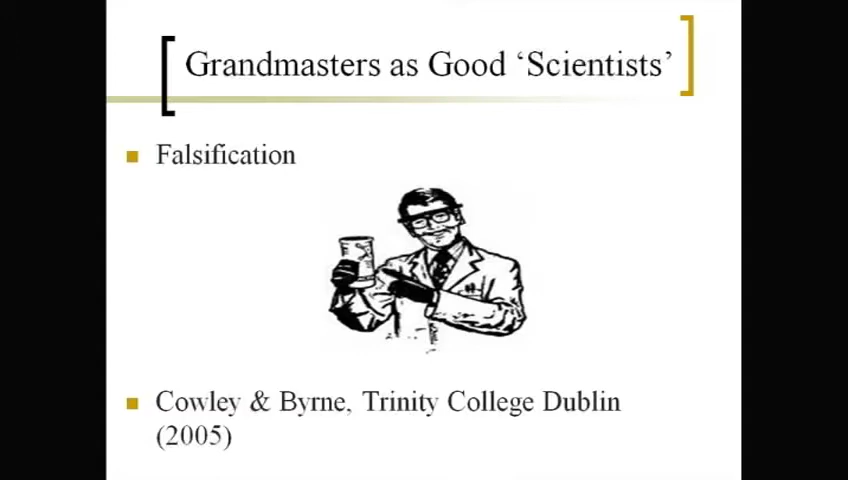 Grandmasters as Good ‘Scientists’
Falsification
Cowley & Byrne, Trinity College Dublin
(2005)